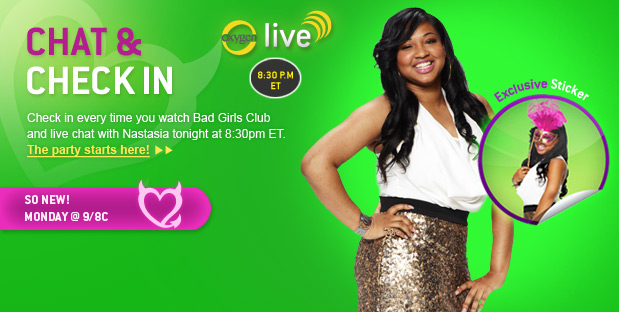 CHAT &
CHECK IN
oxygen live
8:30 P.M
ET
Check in every time you watch Bad Girls Club
and live chat with Nastasia tonight at 8:30pm ET.
The party starts here!
SO NEW!
MONDAY @ 9/8C
Exclusive Sticker